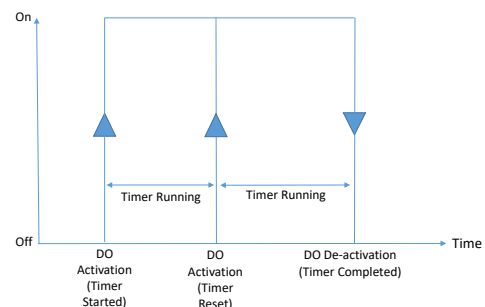 On
Timer Running
Timer Running
Off
Time
DO
Activation
(Timer
Started)
DO
Activation
(Timer
Reset)
DO De-activation
(Timer Completed)